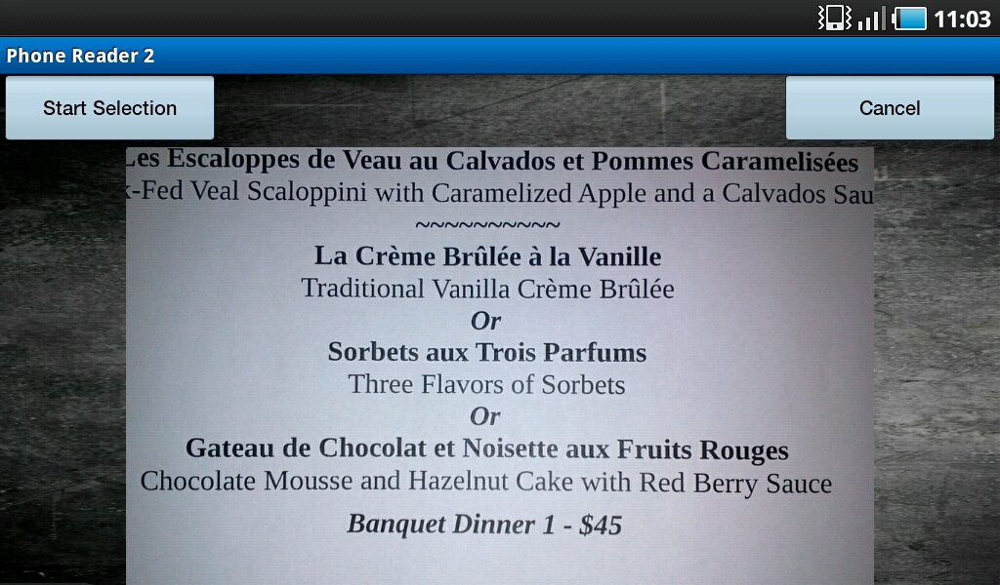 11:03
Phone Reader 2
Start Selection
Cancel
Les Escaloppes de Veau au Calvados et Pommes Caramelisées
-Fed Veal Scaloppini with Caramelized Apple and a Calvados Sau
~~~~~~~~~~
La Crème Brûlée à la Vanille
Traditional Vanilla Crème Brûlée
Or
Sorbets aux Trois Parfums
Three Flavors of Sorbets
Or
Gateau de Chocolat et Noisette aux Fruits Rouges
Chocolate Mousse and Hazelnut Cake with Red Berry Sauce
Banquet Dinner 1 - $45